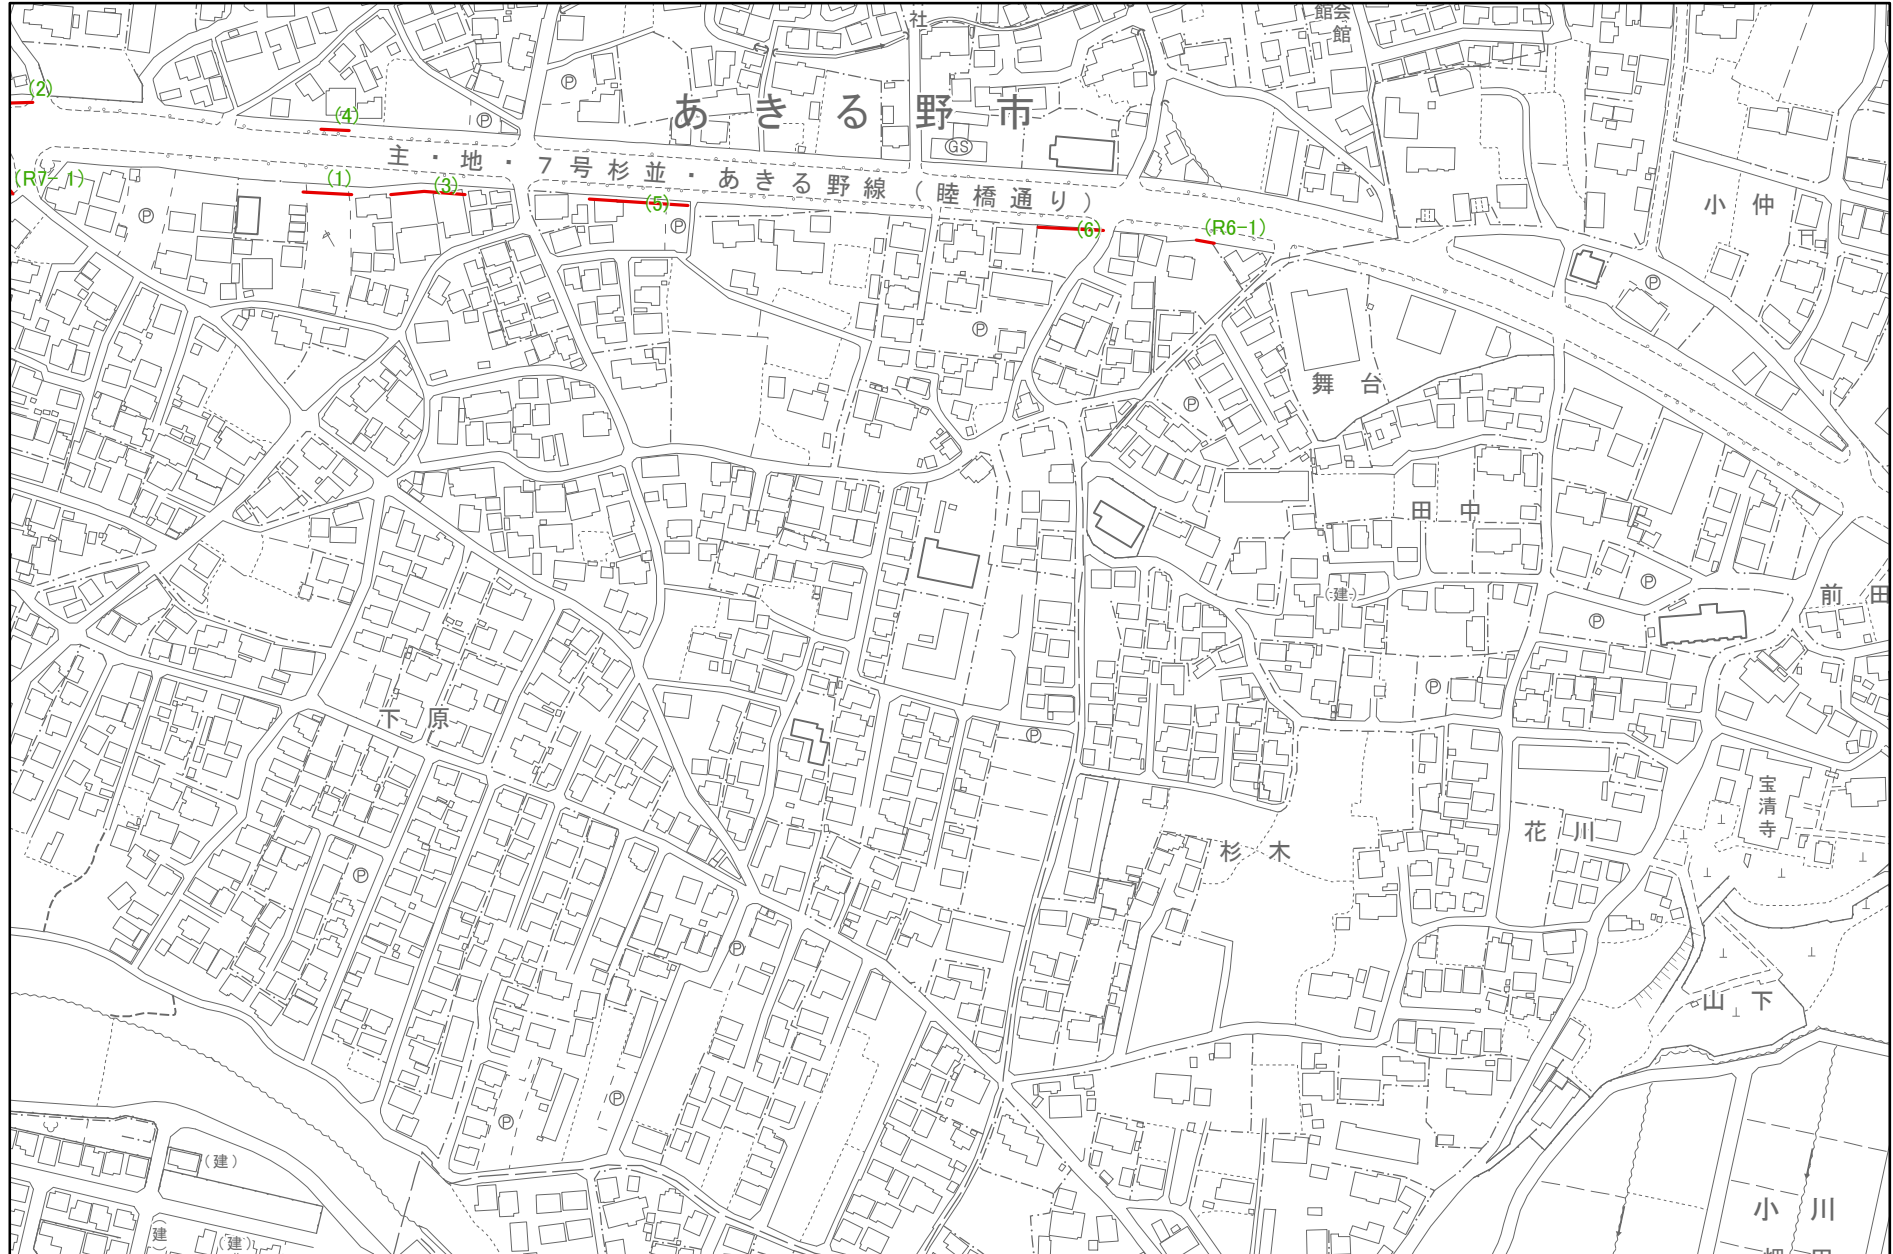 社
会館
館
(2)
(4)
Ⓟ
Ⓟ
あきる野市
GS
主・地・7号杉並・あきる野線（睦橋通り）
(R7-1)
(1)
(3)
(5)
(6)
(R6-1)
小仲
Ⓟ
Ⓟ
Ⓟ
Ⓟ
舞台
Ⓟ
田中
(建)
Ⓟ
Ⓟ
前田
Ⓟ
下原
Ⓟ
宝清寺
花川
杉木
Ⓟ
Ⓟ
山下
Ⓟ
Ⓟ
(建)
小川
建
(建)